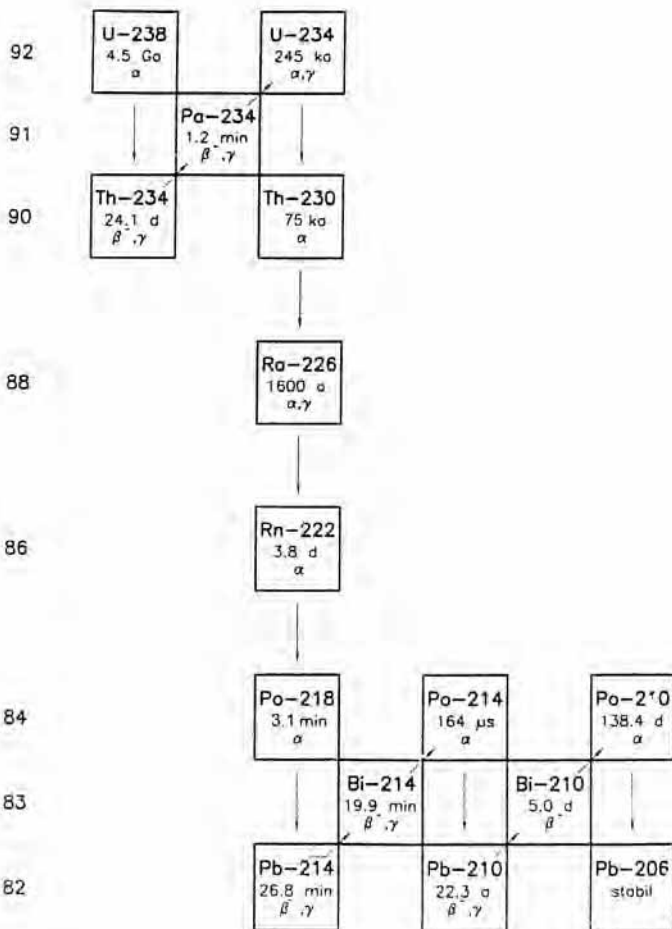 92
U-238
4.5 Ga
α
U-234
245 ka
α,γ
91
Pa-234
1.2 min
β⁻,γ
90
Th-234
24.1 d
β⁻,γ
Th-230
75 ka
α
88
Ra-226
1600 a
α,γ
86
Rn-222
3.8 d
α
84
Po-218
3.1 min
α
Po-214
164 μs
α
Po-210
138.4 d
α
83
Bi-214
19.9 min
β⁻,γ
Bi-210
5.0 d
β⁻
82
Pb-214
26.8 min
β⁻,γ
Pb-210
22.3 a
β⁻,γ
Pb-206
stabil